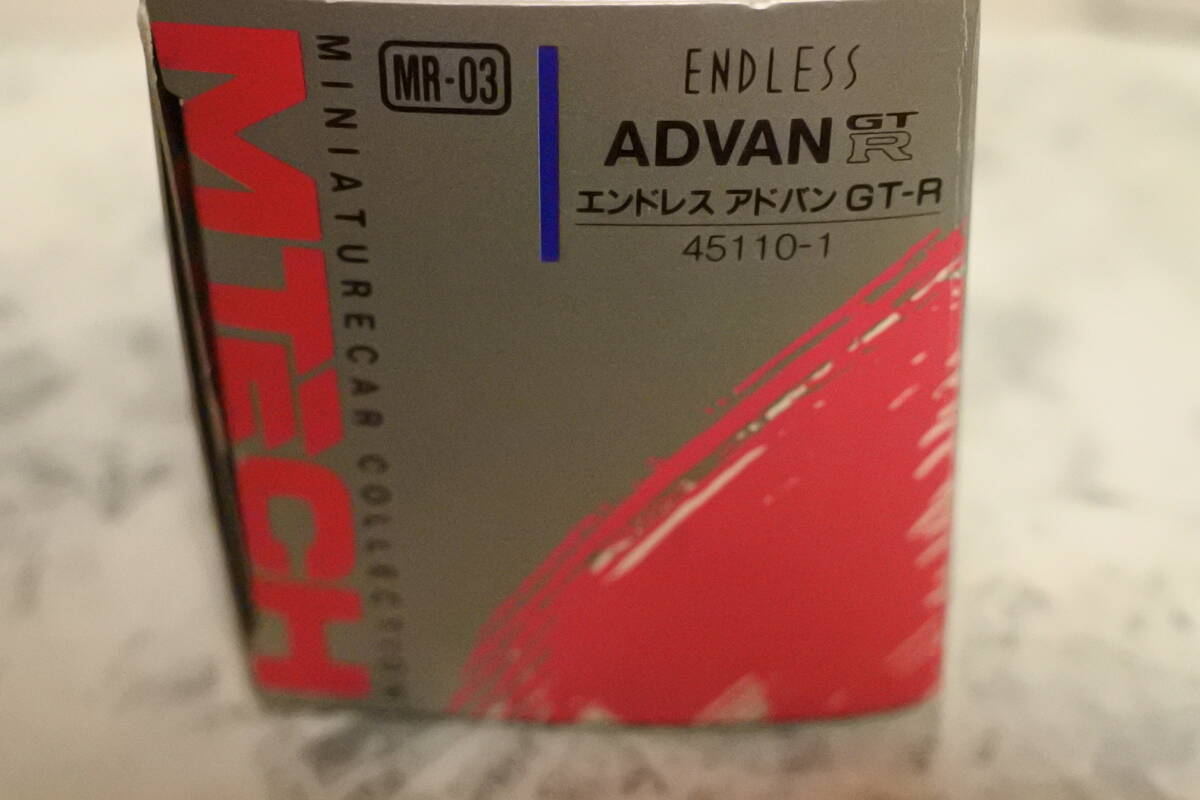 MTECH
MINIATURECAR COLLECTION
MR-03
ENDLESS
ADVAN GT R
エンドレス アドバン GT-R
45110-1